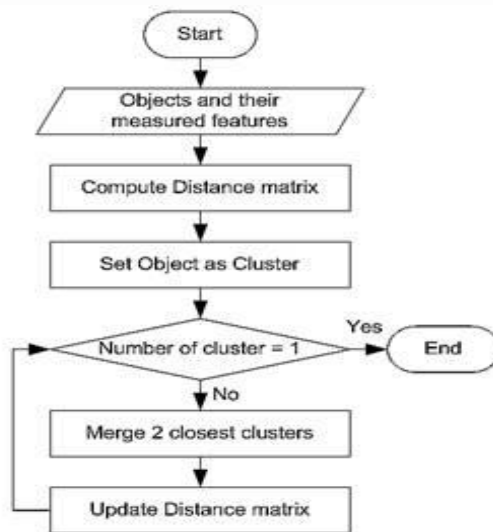 Start
Objects and their
measured features
Compute Distance matrix
Set Object as Cluster
Number of cluster = 1
Yes
End
No
Merge 2 closest clusters
Update Distance matrix